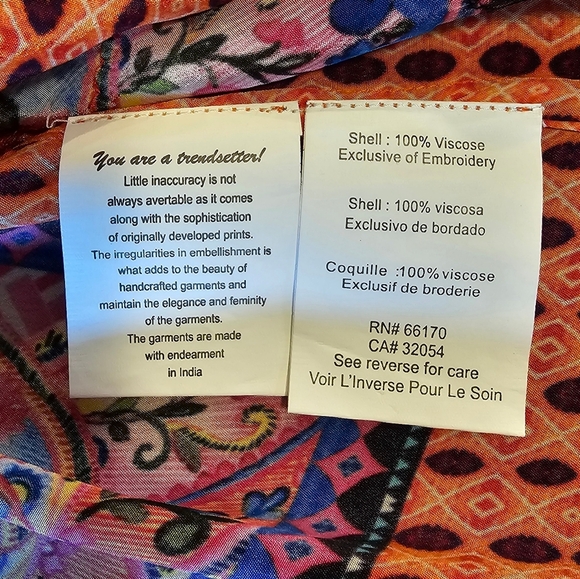 You are a trendsetter!
Little inaccuracy is not
always avertable as it comes
along with the sophistication
of originally developed prints.
The irregularities in embellishment is
what adds to the beauty of
handcrafted garments and
maintain the elegance and feminity
of the garments.
The garments are made
with endearment
in India
Shell : 100% Viscose
Exclusive of Embroidery
Shell : 100% viscosa
Exclusivo de bordado
Coquille :100% viscose
Exclusif de broderie
RN# 66170
CA# 32054
See reverse for care
Voir L'Inverse Pour Le Soin